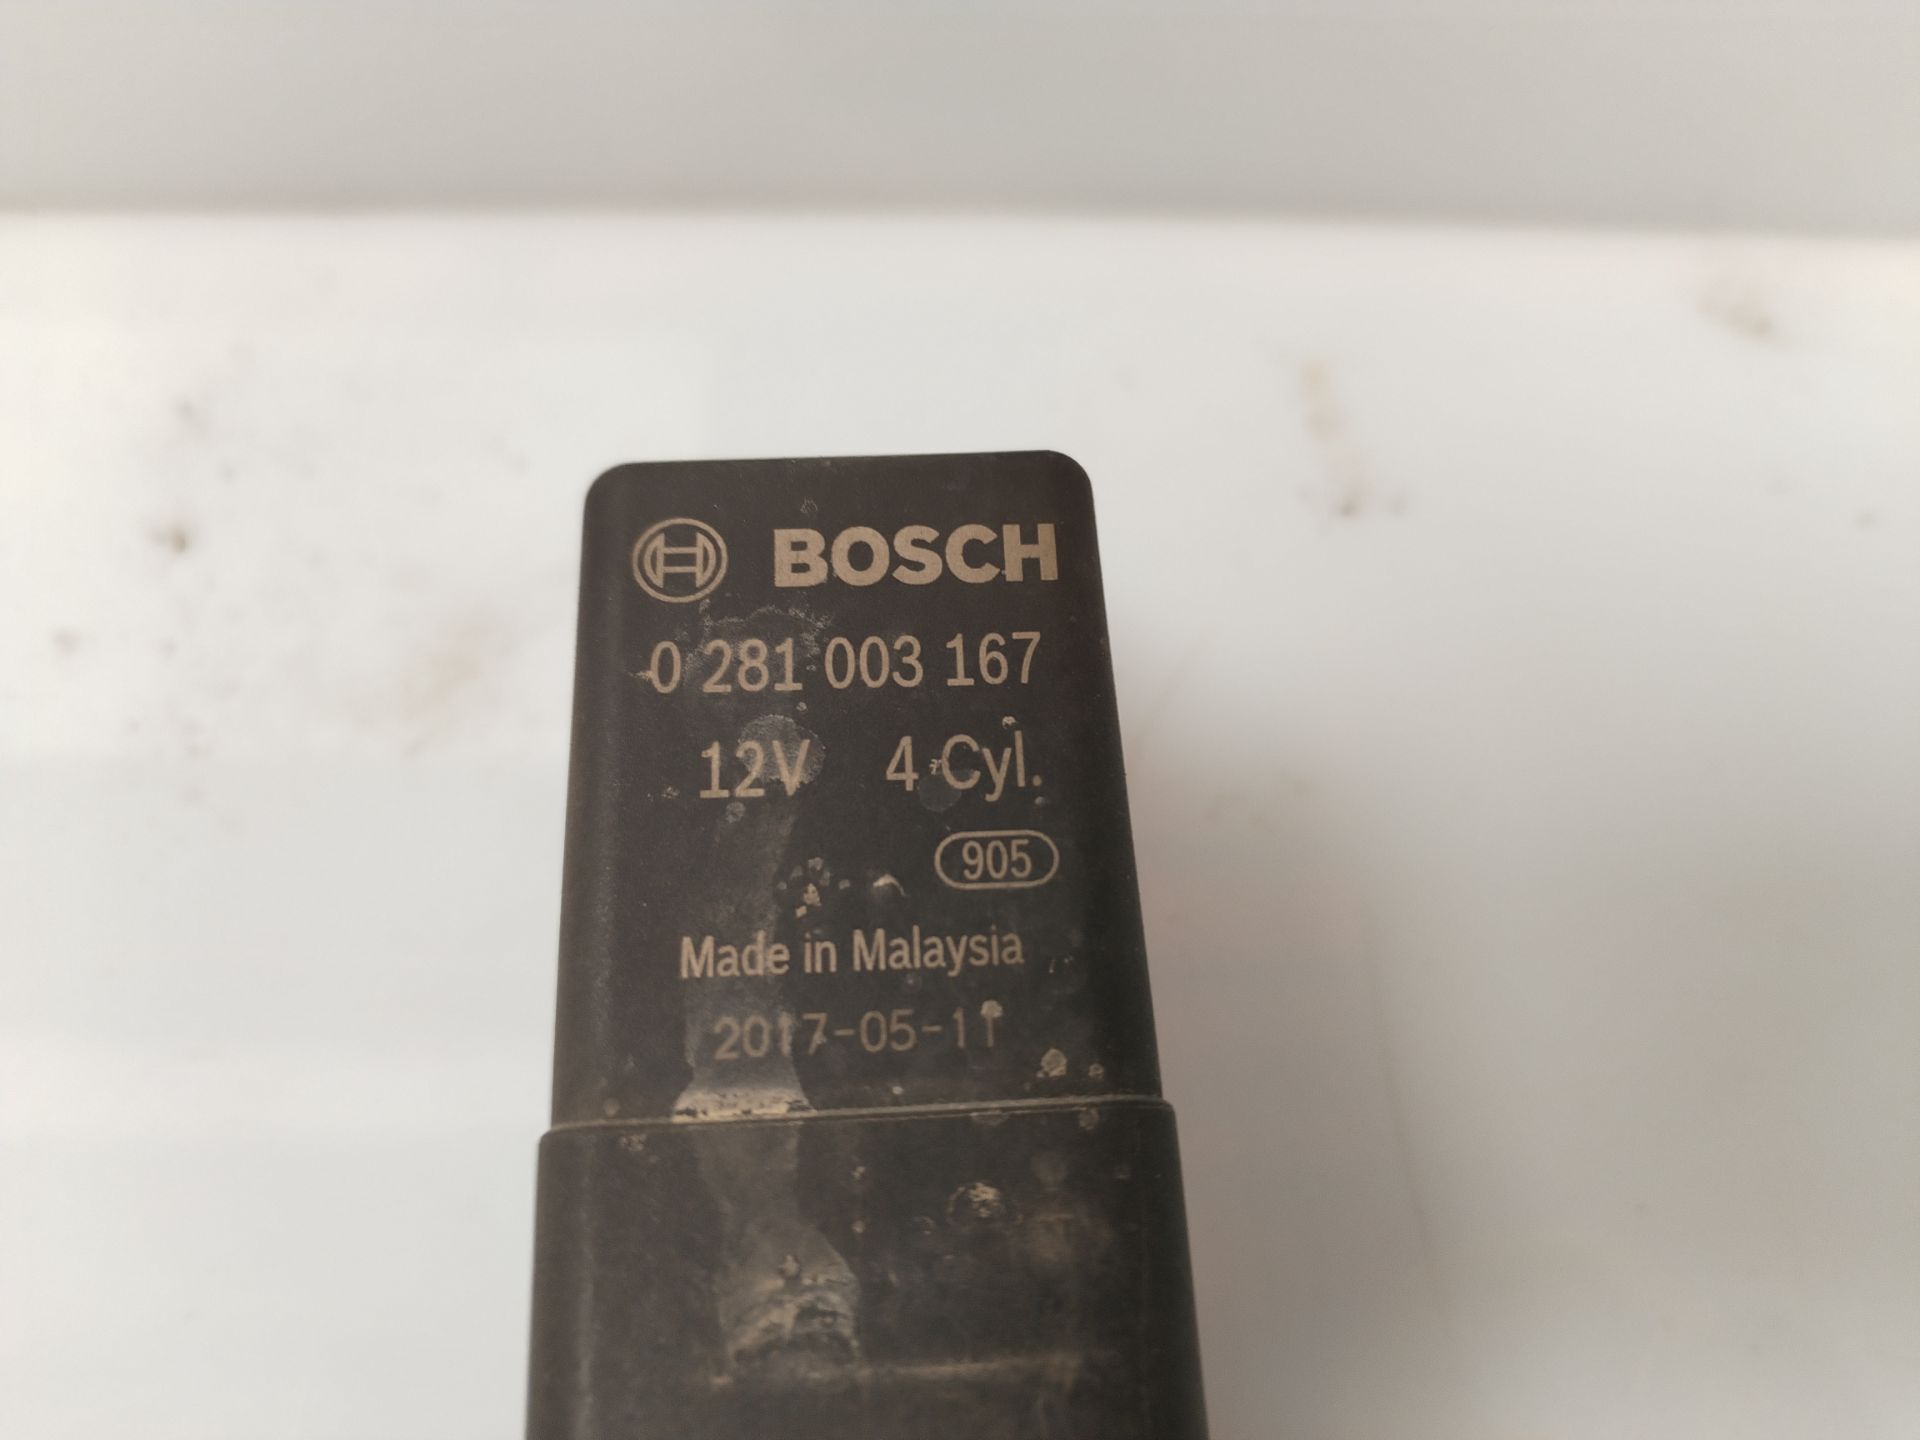 BOSCH
0 281 003 167
12V 4 Cyl.
905
Made in Malaysia
2017-05-11